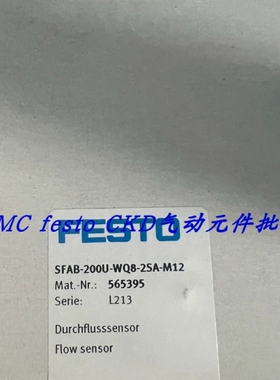 MC festo CKD气动元件批
FESTO
SFAB-200U-WQ8-2SA-M12
Mat.-Nr.: 565395
Serie: L213
Durchflusssensor
Flow sensor